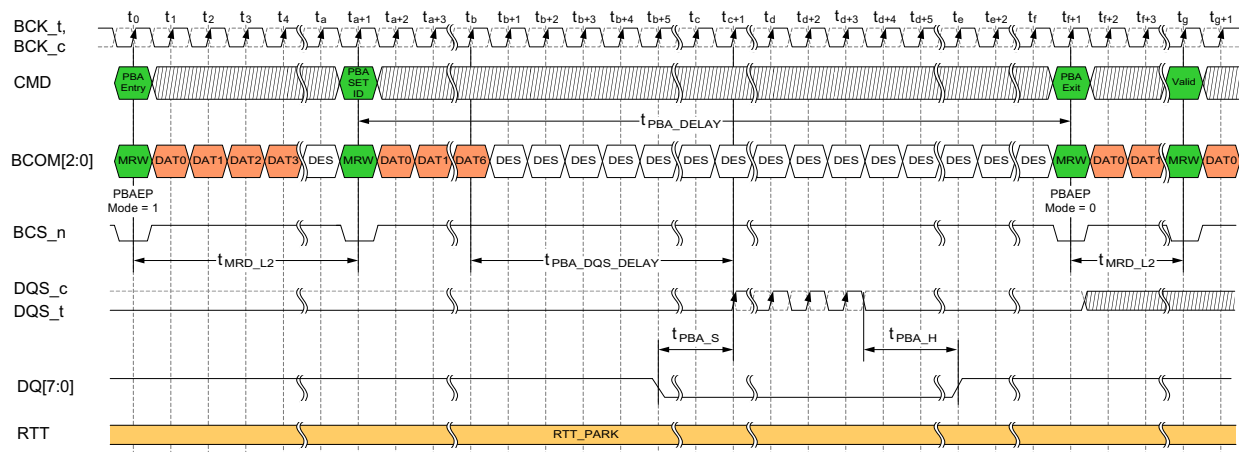 t0 t1 t2 t3 t4 ta ta+1 ta+2 ta+3 tb tb+1 tb+2 tb+3 tb+4 tb+5 tc tc+1 td td+2 td+3 td+4 td+5 te te+2 tf tf+1 tf+2 tf+3 tg tg+1
BCK_t,
BCK_c
CMD
PBA
Entry
PBA
SET
ID
PBA
Exit
Valid
tPBA_DELAY
BCOM[2:0]
MRW DAT0 DAT1 DAT2 DAT3 DES MRW DAT0 DAT1 DAT6 DES DES DES DES DES DES DES DES DES DES DES DES DES DES DES MRW DAT0 DAT1 MRW DAT0
PBAEP
Mode = 1
PBAEP
Mode = 0
BCS_n
tMRD_L2 tPBA_DQS_DELAY tMRD_L2
DQS_c
DQS_t
tPBA_S tPBA_H
DQ[7:0]
RTT
RTT_PARK